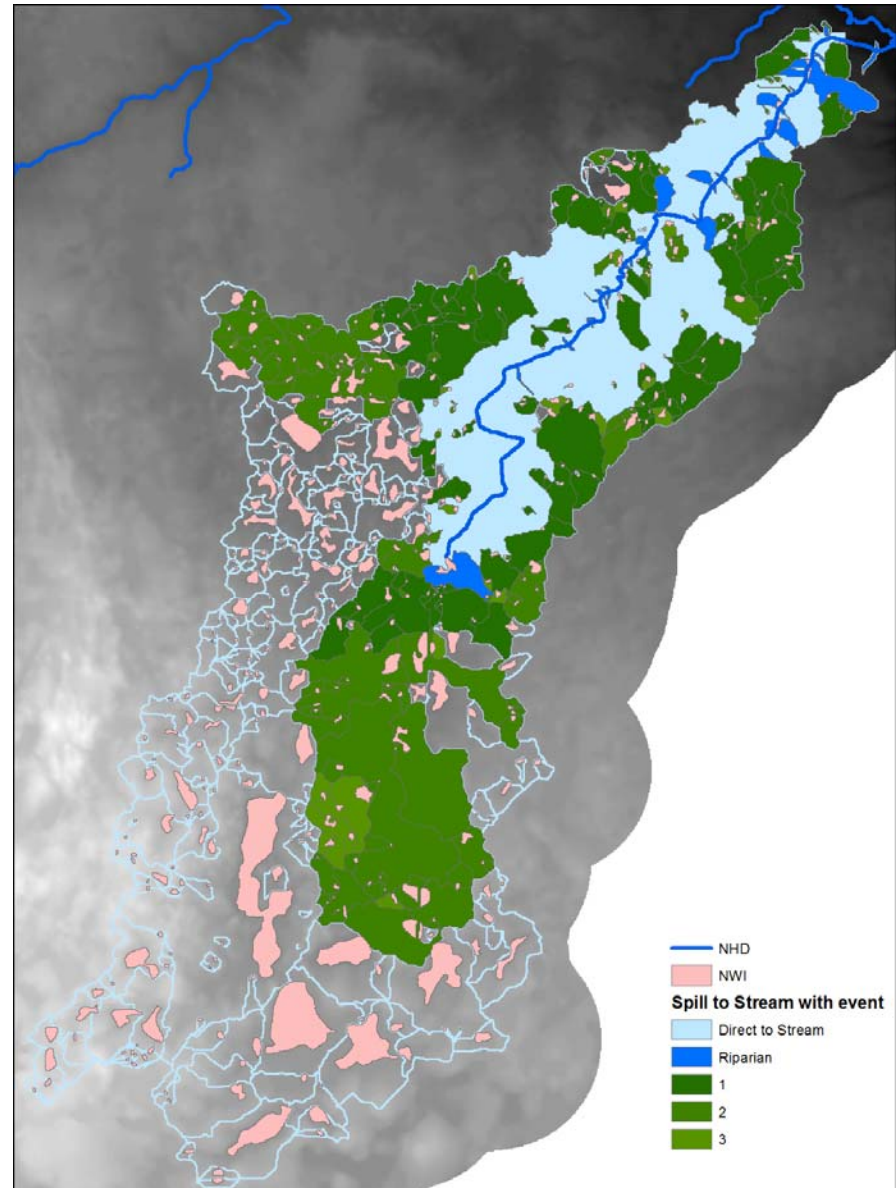 NHD
NWI
Spill to Stream with event
Direct to Stream
Riparian
1
2
3